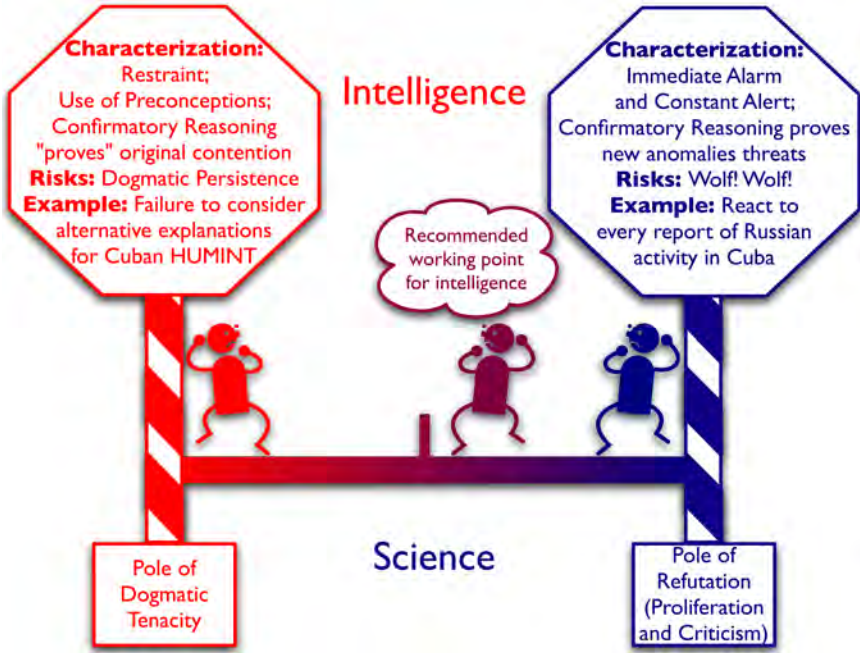 Characterization:
Restraint;
Use of Preconceptions;
Confirmatory Reasoning
"proves" original contention
Risks: Dogmatic Persistence
Example: Failure to consider
alternative explanations
for Cuban HUMINT
Intelligence
Characterization:
Immediate Alarm
and Constant Alert;
Confirmatory Reasoning proves
new anomalies threats
Risks: Wolf! Wolf!
Example: React to
every report of Russian
activity in Cuba
Recommended
working point
for intelligence
Science
Pole of
Dogmatic
Tenacity
Pole of
Refutation
(Proliferation
and Criticism)